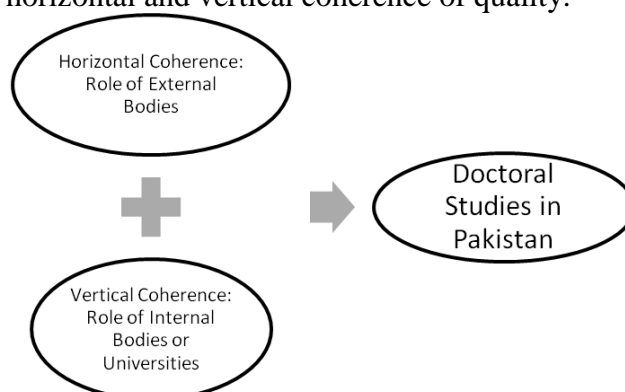 horizontal and vertical coherence of quality.
Horizontal Coherence:
Role of External
Bodies
Doctoral
Studies in
Pakistan
Vertical Coherence:
Role of Internal
Bodies or
Universities